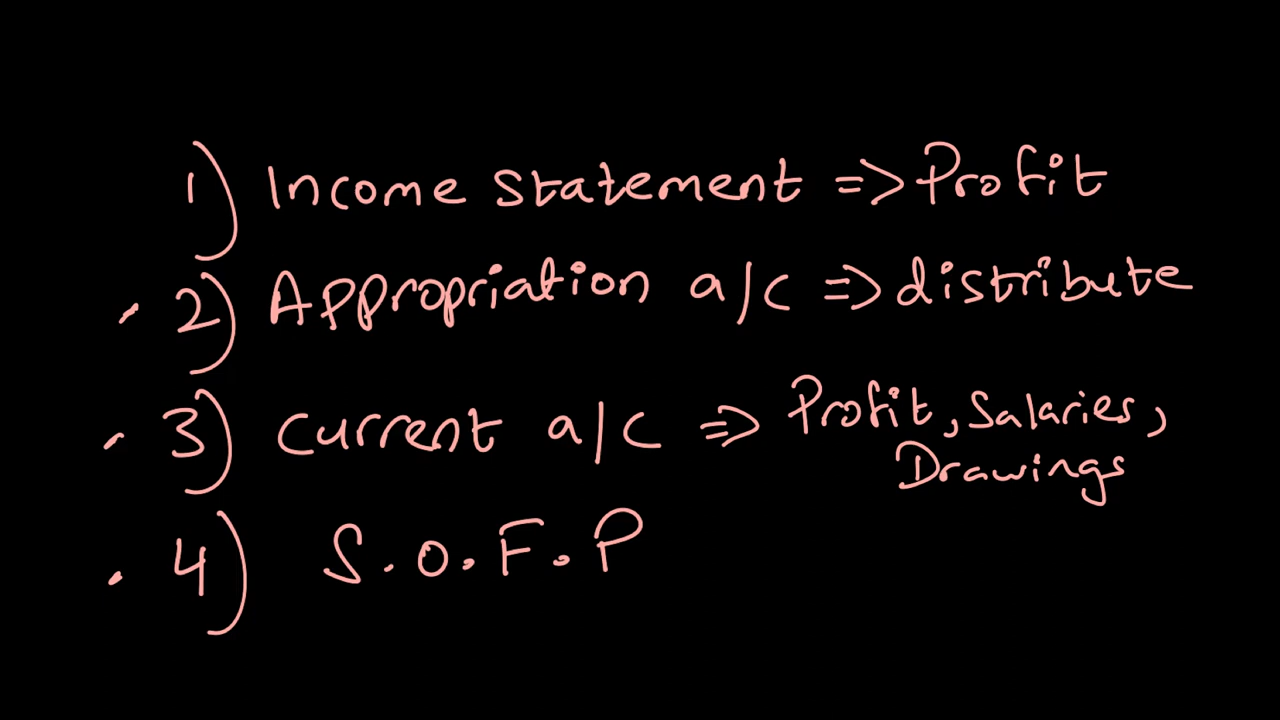 1) Income statement => Profit
2) Appropriation a/c => distribute
3) Current a/c => Profit, Salaries,
Drawings
4) S.O.F.P